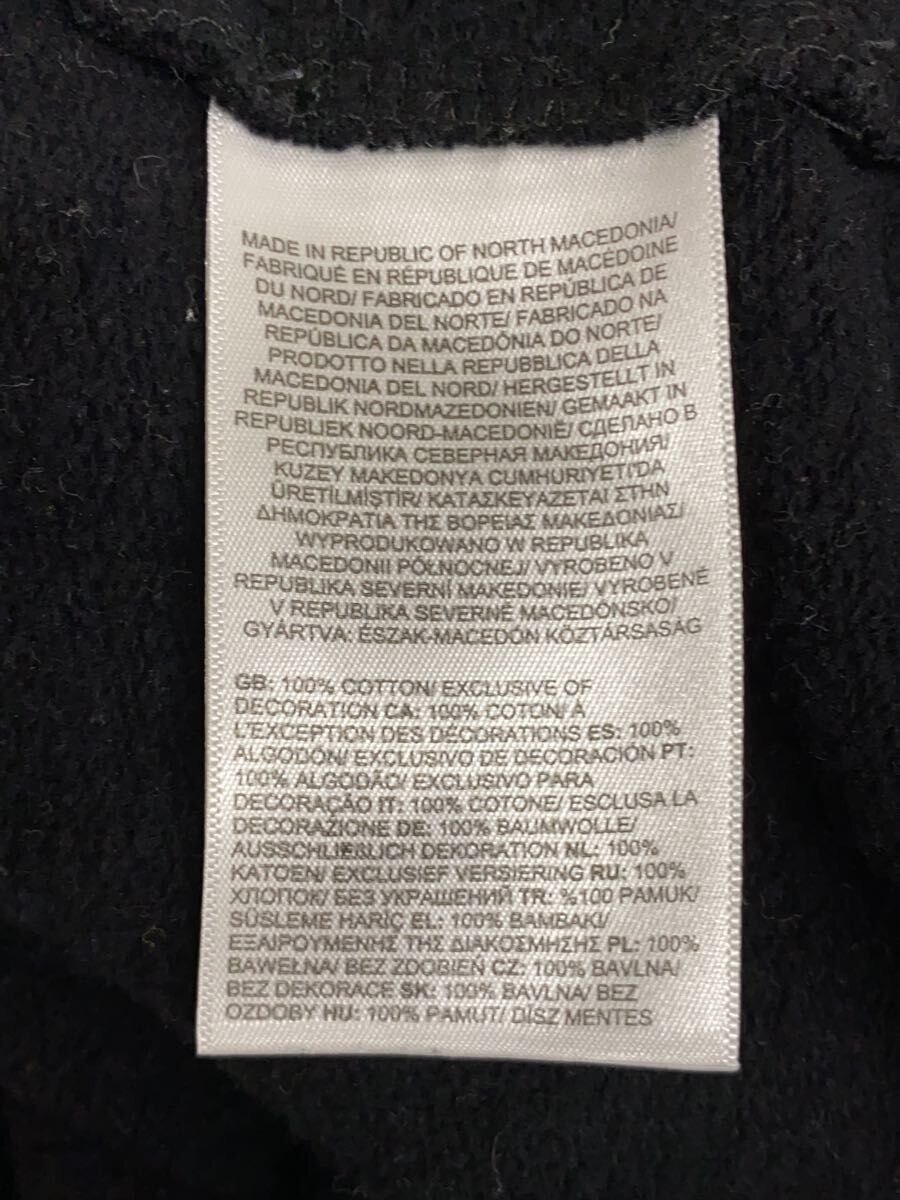 MADE IN REPUBLIC OF NORTH MACEDONIA/
FABRIQUÉ EN RÉPUBLIQUE DE MACÉDOINE
DU NORD/ FABRICADO EN REPÚBLICA DE
MACEDONIA DEL NORTE/ FABRICADO NA
REPÚBLICA DA MACEDÔNIA DO NORTE/
PRODOTTO NELLA REPUBBLICA DELLA
MACEDONIA DEL NORD/ HERGESTELLT IN
REPUBLIK NORDMAZEDONIEN/ GEMAAKT IN
REPUBLIEK NOORD-MACEDONIË/ СДЕЛАНО В
РЕСПУБЛИКА СЕВЕРНАЯ МАКЕДОНИЯ/
KUZEY MAKEDONYA CUMHURIYETI'DA
ÜRETİLMİSTİR/ ΚΑΤΑΣΚΕΥΑΖΕΤΑΙ ΣΤΗΝ
ΔΗΜΟΚΡΑΤΙΑ ΤΗΣ ΒΟΡΕΙΑΣ ΜΑΚΕΔΟΝΙΑΣ/
WYPRODUKOWANO W REPUBLIKA
MACEDONII PÓŁNOCNEJ/ VYROBENO V
REPUBLIKA SEVERNÍ MAKEDONIE/ VYROBENÉ
V REPUBLIKA SEVERNÉ MACEDÓNSKO/
GYÁRTVA: ÉSZAK-MACEDÓN KÖZTÁRSASÁG
GB: 100% COTTON/ EXCLUSIVE OF
DECORATION CA: 100% COTON/ À
L'EXCEPTION DES DÉCORATIONS ES: 100%
ALGODÓN/ EXCLUSIVO DE DECORACIÓN PT:
100% ALGODÃO/ EXCLUSIVO PARA
DECORAÇÃO IT: 100% COTONE/ ESCLUSA LA
DECORAZIONE DE: 100% BAUMWOLLE/
AUSSCHLIEßLICH DEKORATION NL: 100%
KATOEN/ EXCLUSIEF VERSIERING RU: 100%
ХЛОПОК/ БЕЗ УКРАШЕНИЙ TR: %100 PAMUK/
SÜSLEME HARİÇ EL: 100% ΒΑΜΒΑΚΙ/
ΕΞΑΙΡΟΥΜΕΝΗΣ ΤΗΣ ΔΙΑΚΟΣΜΗΣΗΣ PL: 100%
BAWEŁNA/ BEZ ZDOBIEŃ CZ: 100% BAVLNA/
BEZ DEKORACE SK: 100% BAVLNA/ BEZ
OZDOBY HU: 100% PAMUT/ DÍSZ MENTES